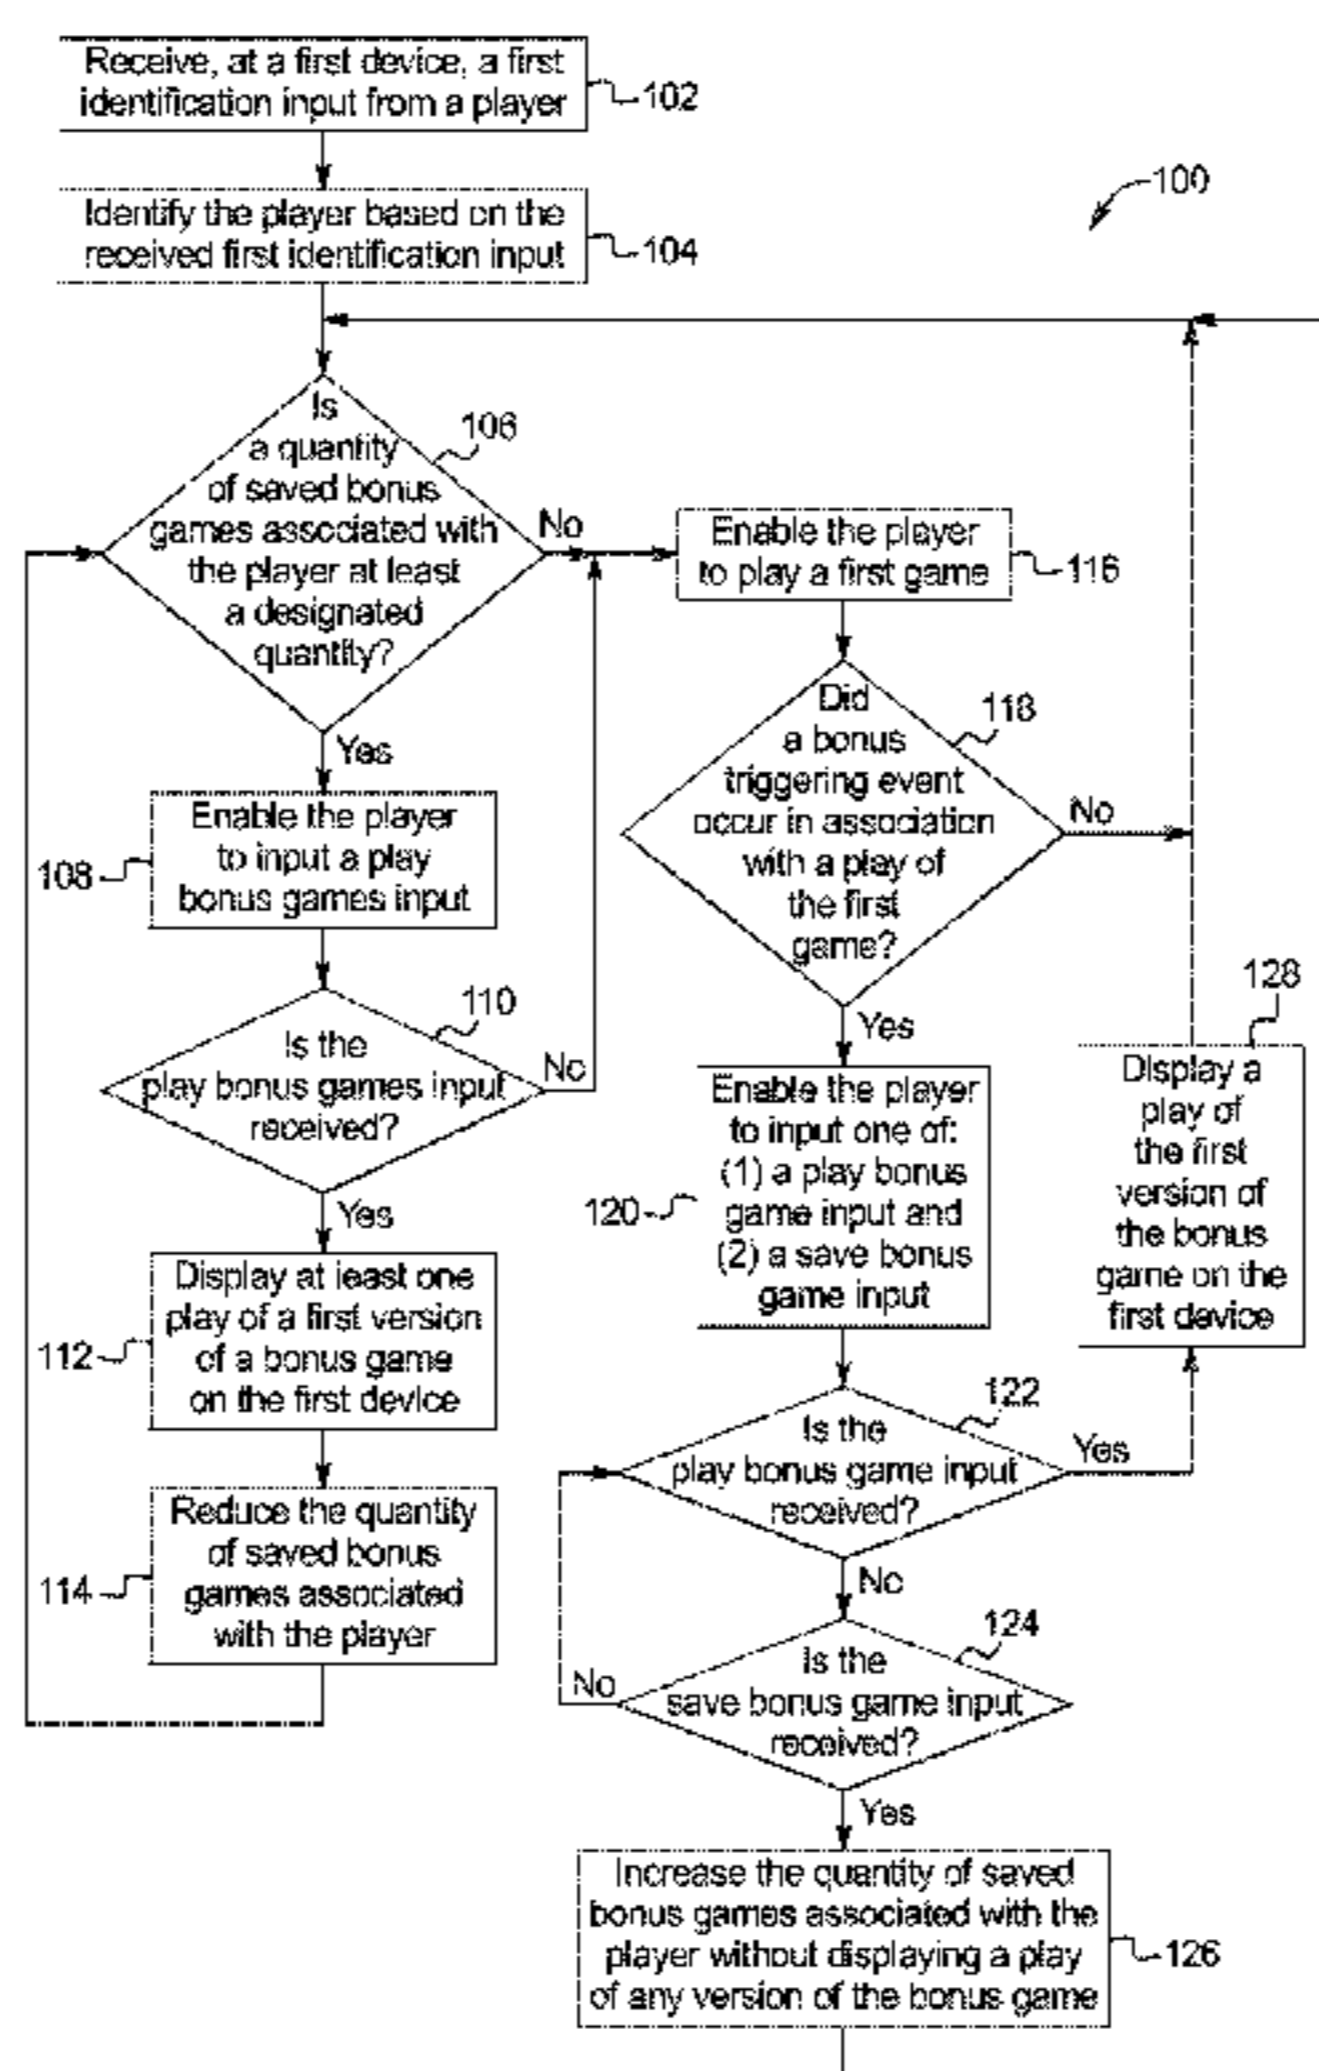 Receive, at a first device, a first
identification input from a player
102
100
Identify the player based on the
received first identification input
104
Is
a quantity
of saved bonus
games associated with
the player at least
a designated
quantity?
106
No
Yes
Enable the player
to input a play
bonus games input
108
Is the
play bonus games input
received?
110
No
Yes
Display at least one
play of a first version
of a bonus game
on the first device
112
Reduce the quantity
of saved bonus
games associated
with the player
114
Enable the player
to play a first game
116
Did
a bonus
triggering event
occur in association
with a play of
the first
game?
118
No
Yes
Enable the player
to input one of:
(1) a play bonus
game input and
(2) a save bonus
game input
120
Is the
play bonus game input
received?
122
Yes
No
128
Display a
play of
the first
version of
the bonus
game on the
first device
Is the
save bonus game input
received?
124
No
Yes
Increase the quantity of saved
bonus games associated with the
player without displaying a play
of any version of the bonus game
126